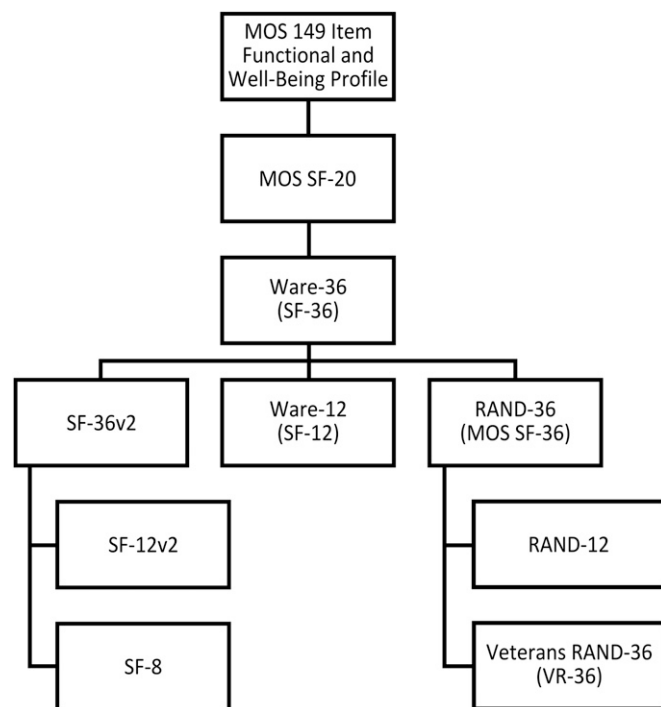 MOS 149 Item
Functional and
Well-Being Profile
MOS SF-20
Ware-36
(SF-36)
SF-36v2
Ware-12
(SF-12)
RAND-36
(MOS SF-36)
SF-12v2
RAND-12
SF-8
Veterans RAND-36
(VR-36)